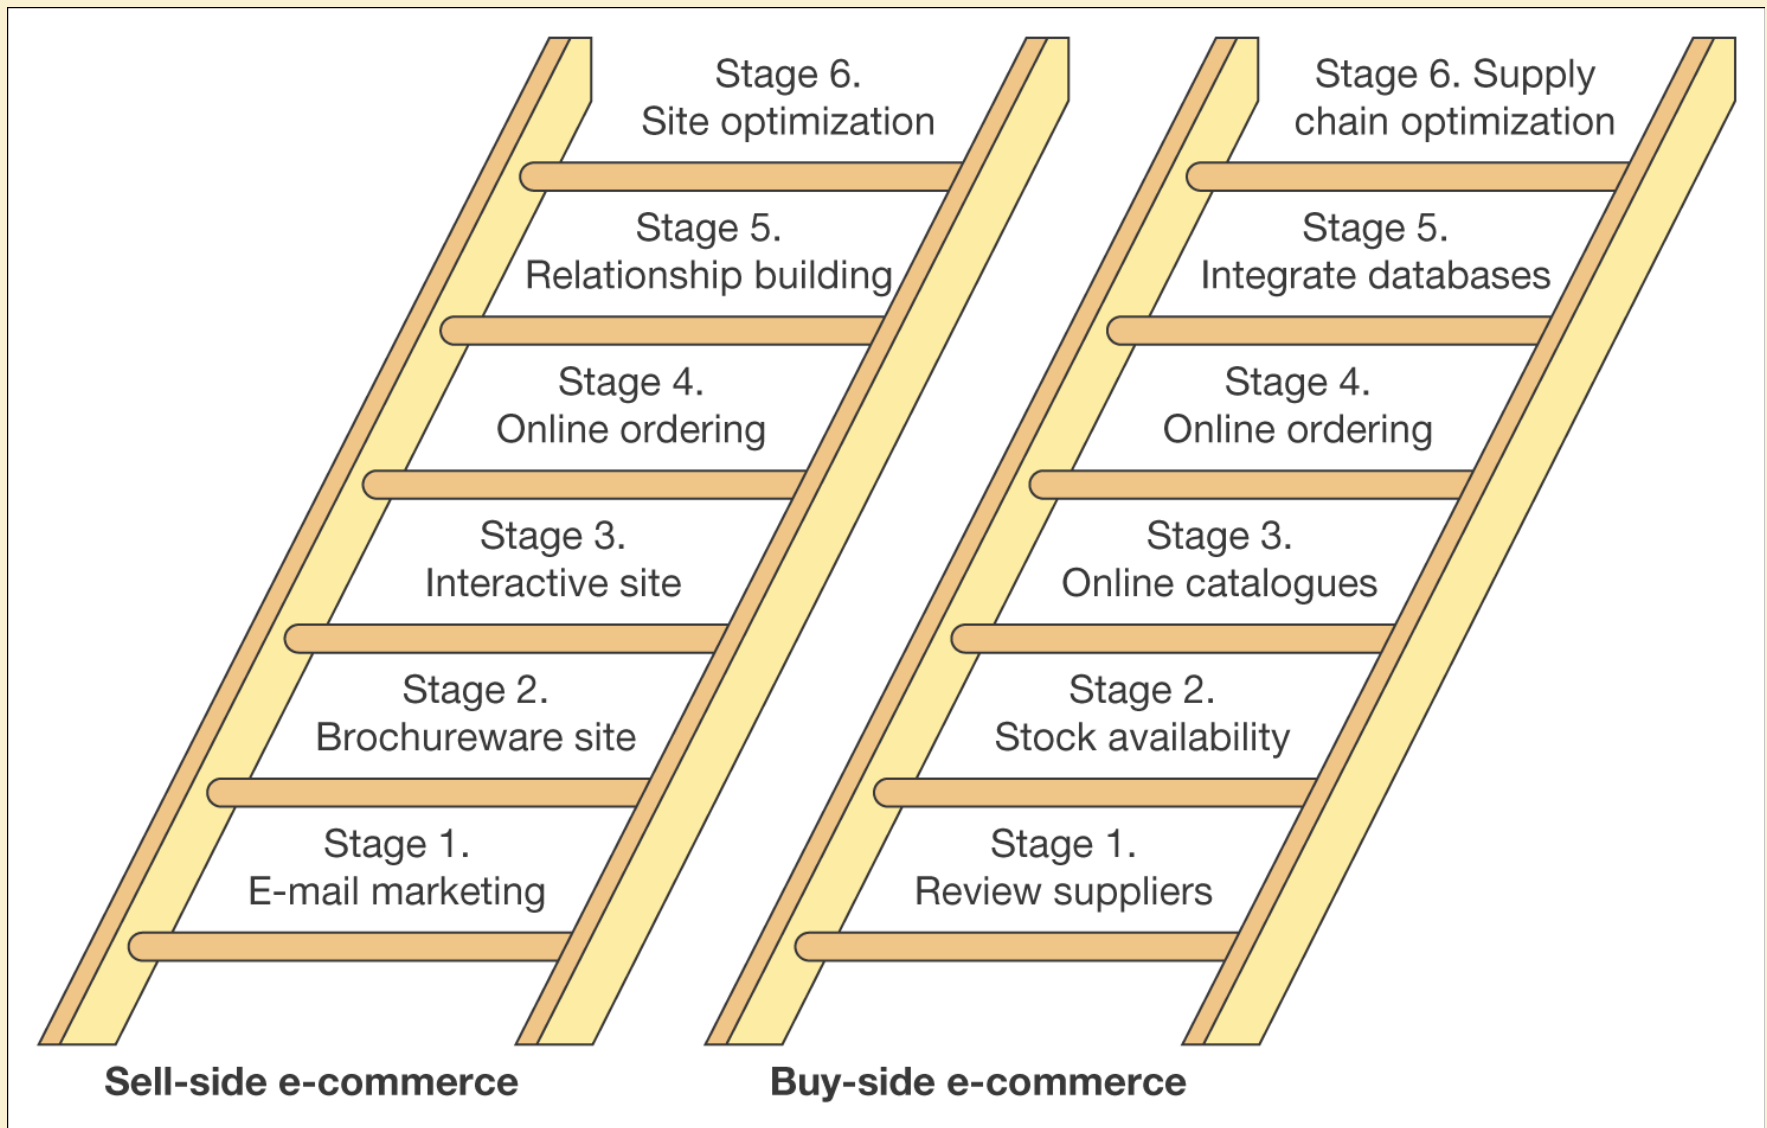 Stage 6.
Site optimization
Stage 5.
Relationship building
Stage 4.
Online ordering
Stage 3.
Interactive site
Stage 2.
Brochureware site
Stage 1.
E-mail marketing
Sell-side e-commerce
Stage 6. Supply
chain optimization
Stage 5.
Integrate databases
Stage 4.
Online ordering
Stage 3.
Online catalogues
Stage 2.
Stock availability
Stage 1.
Review suppliers
Buy-side e-commerce